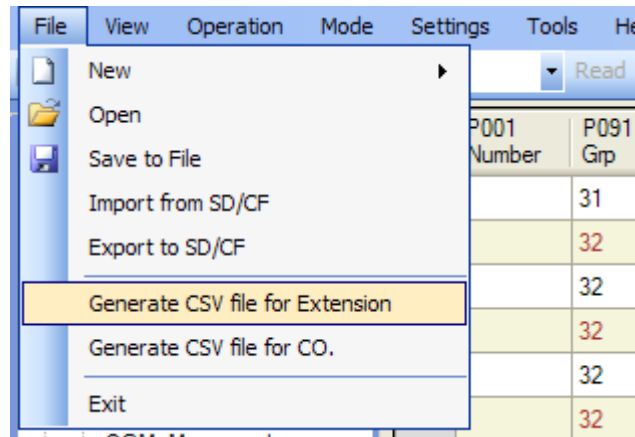 File View Operation Mode Settings Tools
New
Read
Open
P001 P091
Number Grp
Save to File
31
Import from SD/CF
Export to SD/CF
32
Generate CSV file for Extension
32
Generate CSV file for CO.
32
32
Exit
32